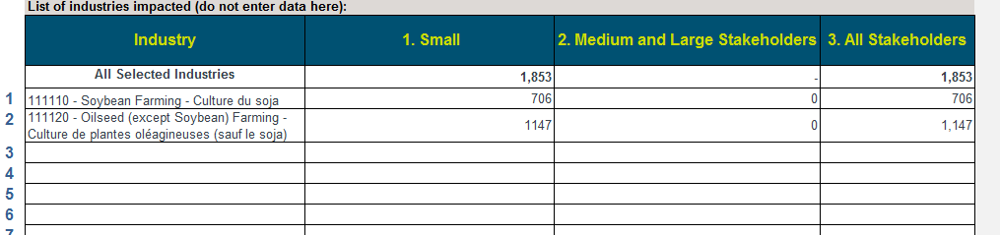 List of industries impacted (do not enter data here):
Industry 1. Small 2. Medium and Large Stakeholders 3. All Stakeholders
All Selected Industries 1,853 - 1,853
1 111110 - Soybean Farming - Culture du soja 706 0 706
2 111120 - Oilseed (except Soybean) Farming -
Culture de plantes oléagineuses (sauf le soja) 1147 0 1,147
3
4
5
6
7